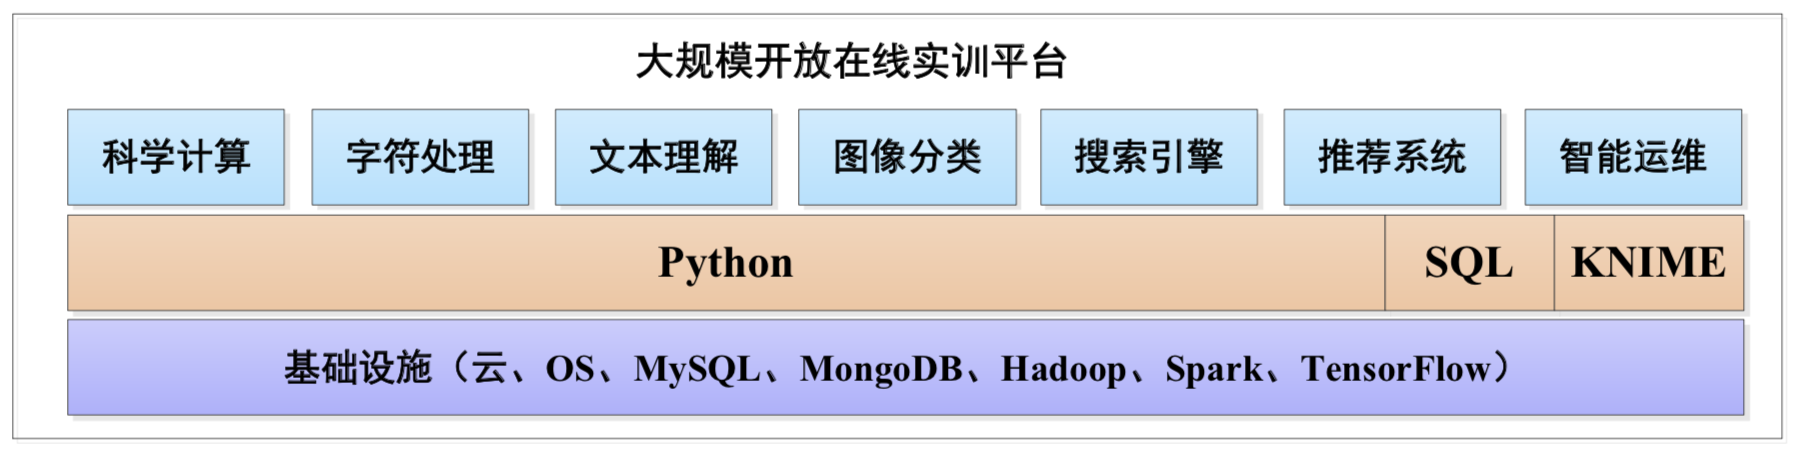 大规模开放在线实训平台
科学计算 字符处理 文本理解 图像分类 搜索引擎 推荐系统 智能运维
Python SQL KNIME
基础设施（云、OS、MySQL、MongoDB、Hadoop、Spark、TensorFlow）